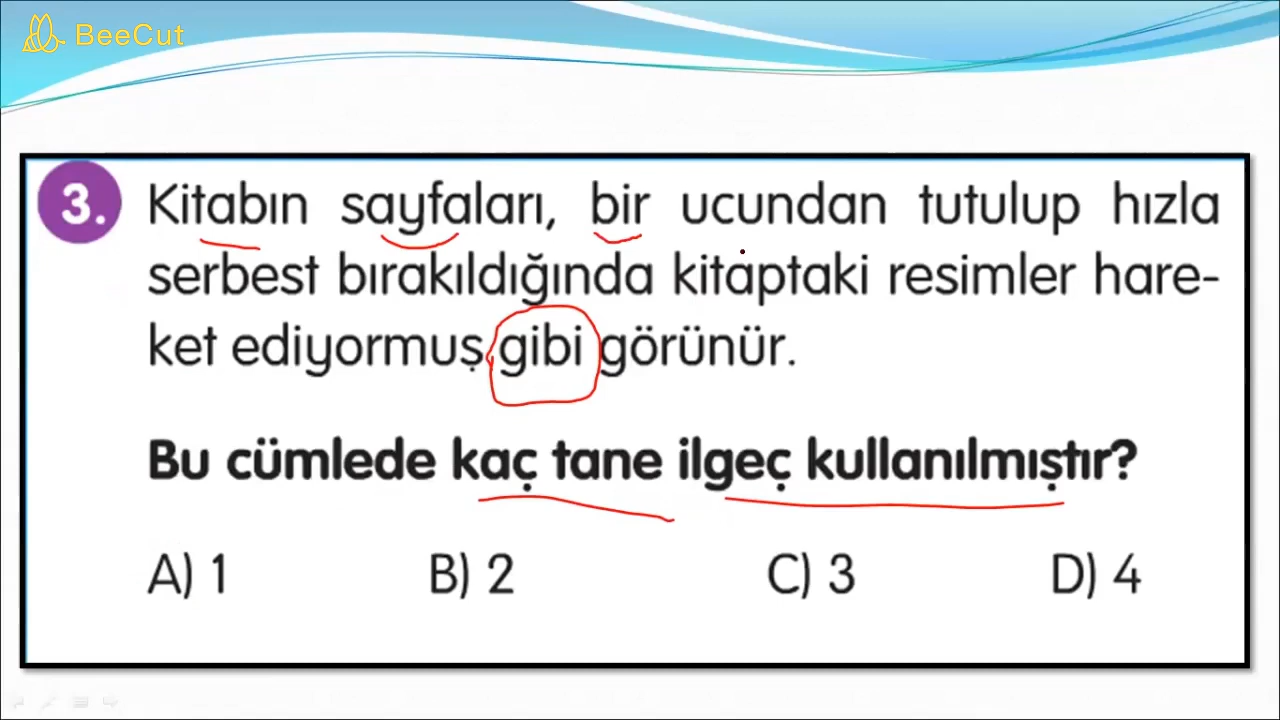 BeeCut
3. Kitabın sayfaları, bir ucundan tutulup hızla
serbest bırakıldığında kitaptaki resimler hare-
ket ediyormuş gibi görünür.
Bu cümlede kaç tane ilgeç kullanılmıştır?
A) 1 B) 2 C) 3 D) 4